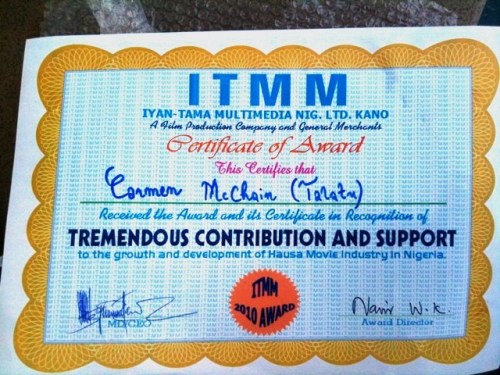 ITMM
IYAN-TAMA MULTIMEDIA NIG. LTD. KANO
A Film Production Company and General Merchants
Certificate of Award
This Certifies that
Carmen McChain (Talatu)
Received the Award and its Certificate in Recognition of
TREMENDOUS CONTRIBUTION AND SUPPORT
to the growth and development of Hausa Movie industry in Nigeria.
ITMM
2010 AWARD
MD/CEO
W.K.
Award Director